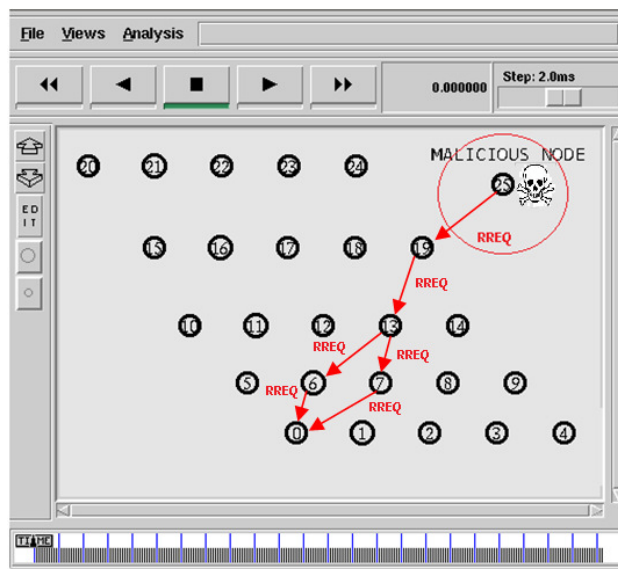 File Views Analysis
0.000000 Step: 2.0ms
MALICIOUS NODE
20 21 22 23 24
25
ED
IT
RREQ
15 16 17 18 19
RREQ
10 11 12 13 14
RREQ RREQ
5 6 7 8 9
RREQ RREQ
0 1 2 3 4
TIME